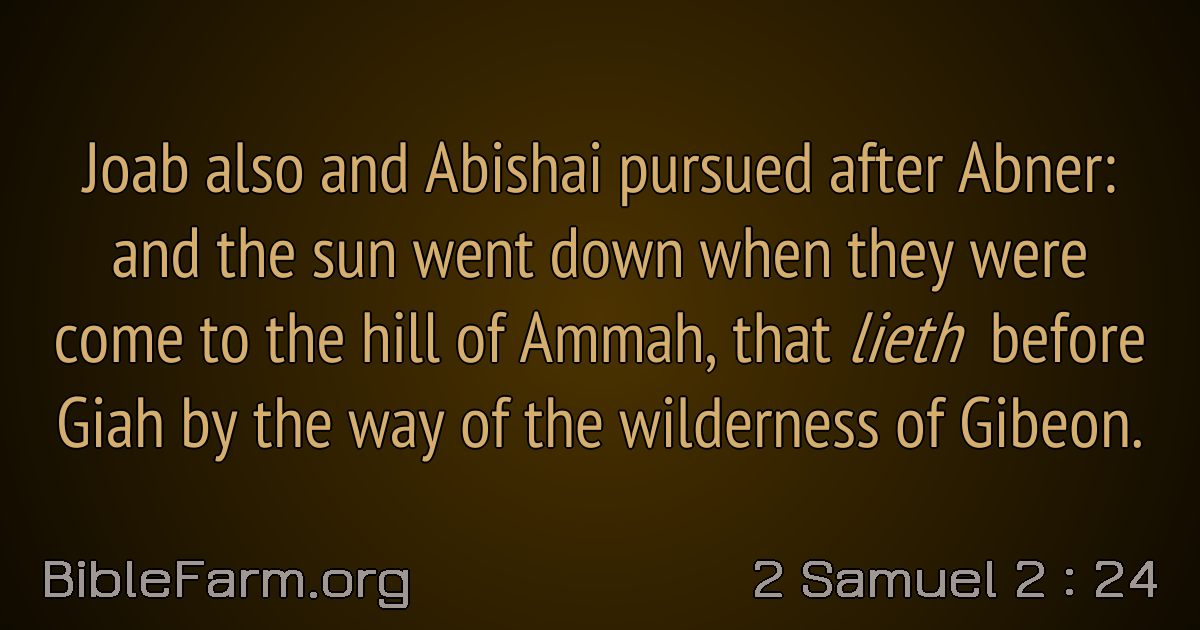 Joab also and Abishai pursued after Abner:
and the sun went down when they were
come to the hill of Ammah, that lieth before
Giah by the way of the wilderness of Gibeon.
BibleFarm.org
2 Samuel 2 : 24